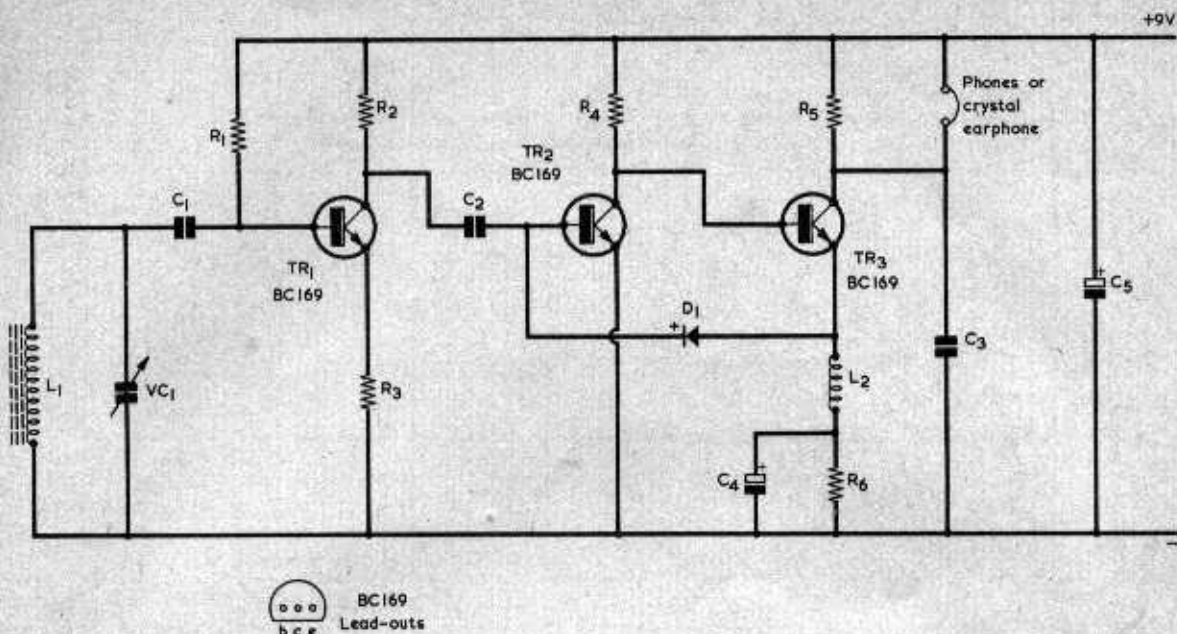 +9V
R2
R4
R5
Phones or
crystal
earphone
R1
TR2
BC169
C1
C2
TR1
BC169
TR3
BC169
+
C5
D1
+
C3
L1
VC1
R3
L2
+
C4
R6
−
BC169
Lead-outs
b c e